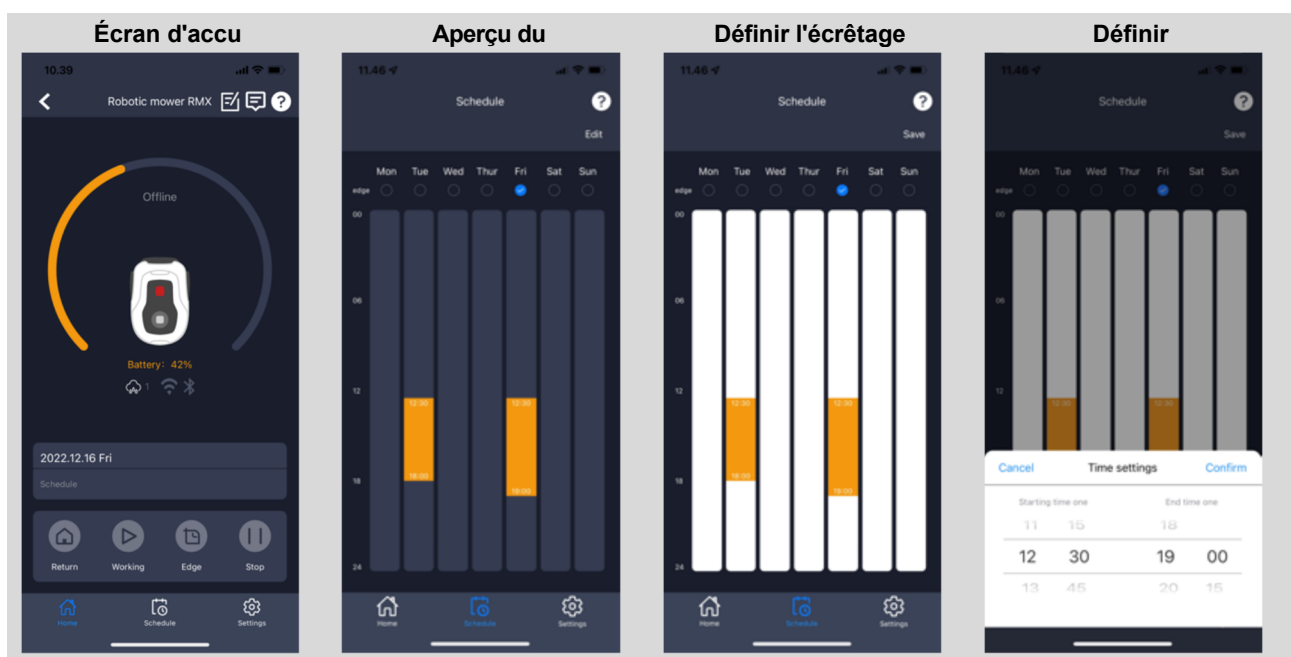 Écran d'accu
Aperçu du
Définir l'écrêtage
Définir
10.39
Robotic mower RMX
?
Offline
Battery: 42%
1
2022.12.16 Fri
Schedule
Return Working Edge Stop
Home Schedule Settings
11.46
Schedule
?
Edit
Mon Tue Wed Thur Fri Sat Sun
edge
00
06
12
12:30 12:30
18:00
18
19:00
24
Home Schedule Settings
11.46
Schedule
?
Save
Mon Tue Wed Thur Fri Sat Sun
edge
00
06
12
12:30 12:30
18:00
18
19:00
24
Home Schedule Settings
11.46
Schedule
?
Save
Mon Tue Wed Thur Fri Sat Sun
edge
00
06
12
12:30 12:30
Cancel Time settings Confirm
Starting time one End time one
11 15 18
12 30 19 00
13 45 20 15